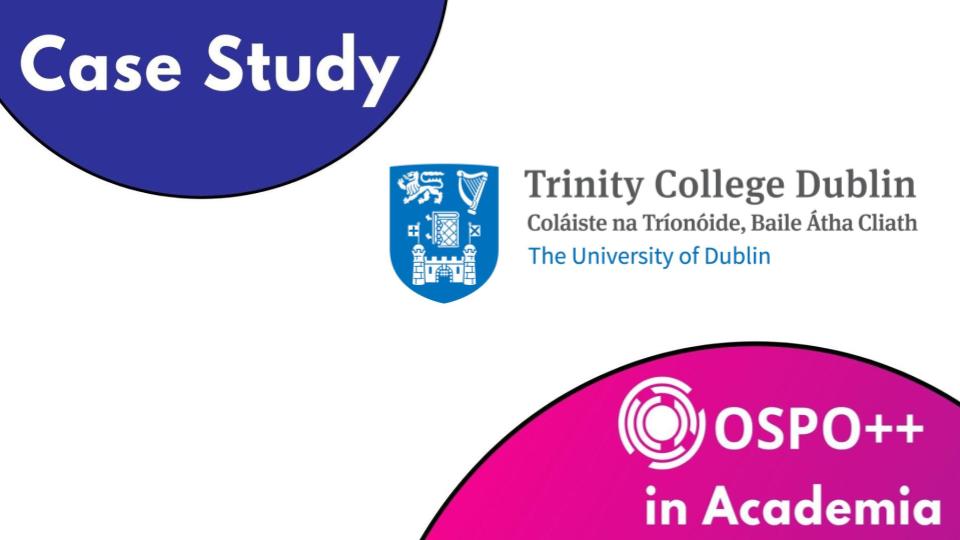 Case Study
Trinity College Dublin
Coláiste na Tríonóide, Baile Átha Cliath
The University of Dublin
OSPO++
in Academia